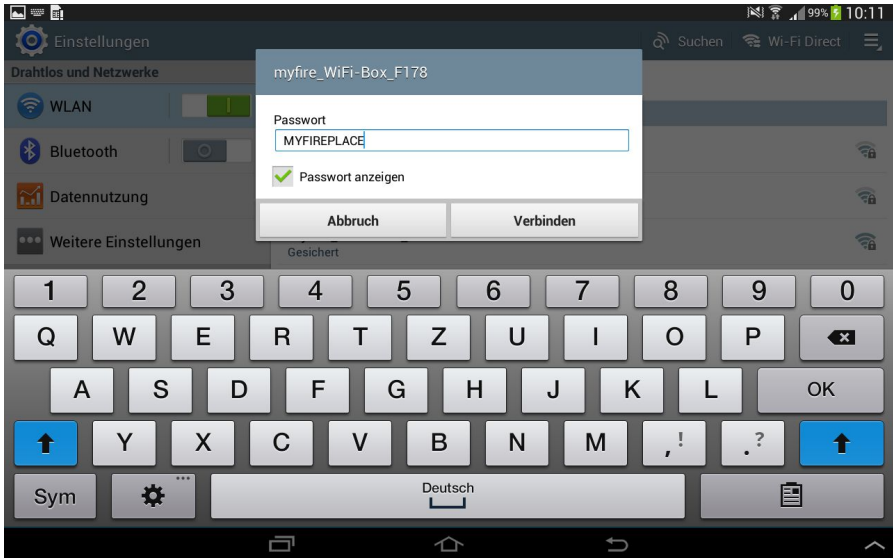 99% 10:11
Einstellungen Suchen Wi-Fi Direct
Drahtlos und Netzwerke
myfire_WiFi-Box_F178
WLAN
Passwort
MYFIREPLACE
Bluetooth
Passwort anzeigen
Datennutzung
Abbruch Verbinden
Weitere Einstellungen
Gesichert
1 2 3 4 5 6 7 8 9 0
Q W E R T Z U I O P
A S D F G H J K L OK
Y X C V B N M , ! . ?
Sym Deutsch